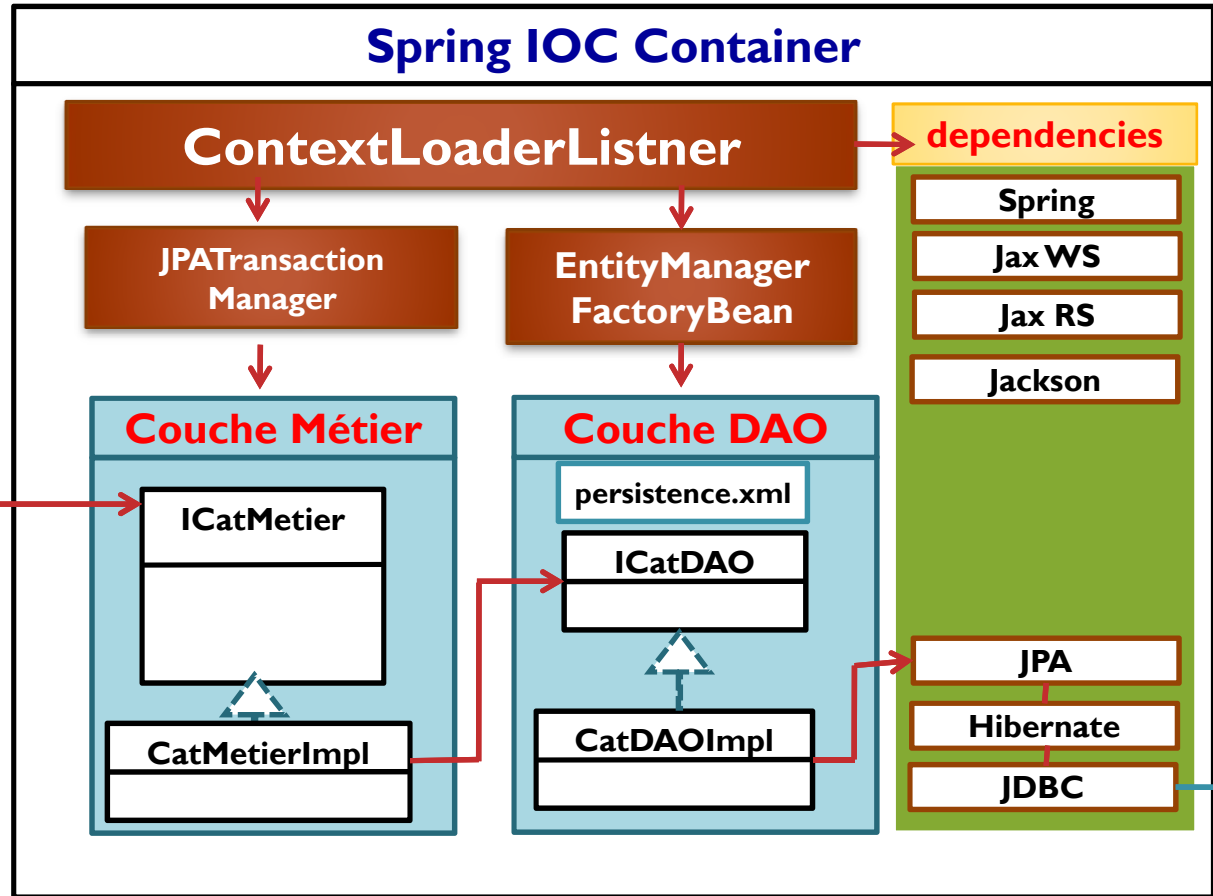 Spring IOC Container
ContextLoaderListner
dependencies
Spring
Jax WS
Jax RS
Jackson
JPATransaction
Manager
EntityManager
FactoryBean
Couche Métier
ICatMetier
CatMetierImpl
Couche DAO
persistence.xml
ICatDAO
CatDAOImpl
JPA
Hibernate
JDBC